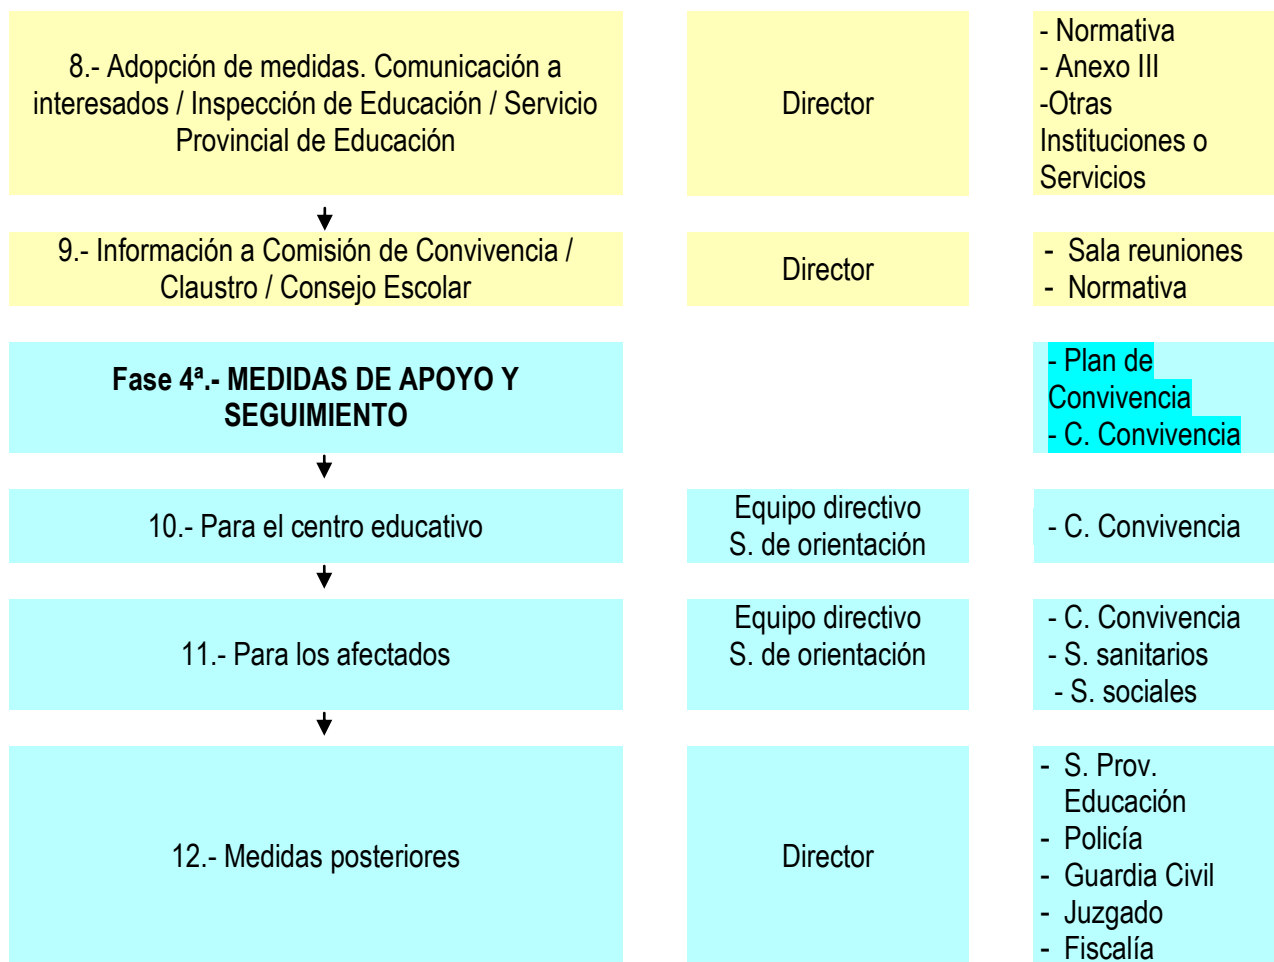 8.- Adopción de medidas. Comunicación a
interesados / Inspección de Educación / Servicio
Provincial de Educación
Director
- Normativa
- Anexo III
-Otras
Instituciones o
Servicios
9.- Información a Comisión de Convivencia /
Claustro / Consejo Escolar
Director
- Sala reuniones
- Normativa
Fase 4ª.- MEDIDAS DE APOYO Y
SEGUIMIENTO
- Plan de
Convivencia
- C. Convivencia
10.- Para el centro educativo
Equipo directivo
S. de orientación
- C. Convivencia
11.- Para los afectados
Equipo directivo
S. de orientación
- C. Convivencia
- S. sanitarios
- S. sociales
12.- Medidas posteriores
Director
- S. Prov.
Educación
- Policía
- Guardia Civil
- Juzgado
- Fiscalía